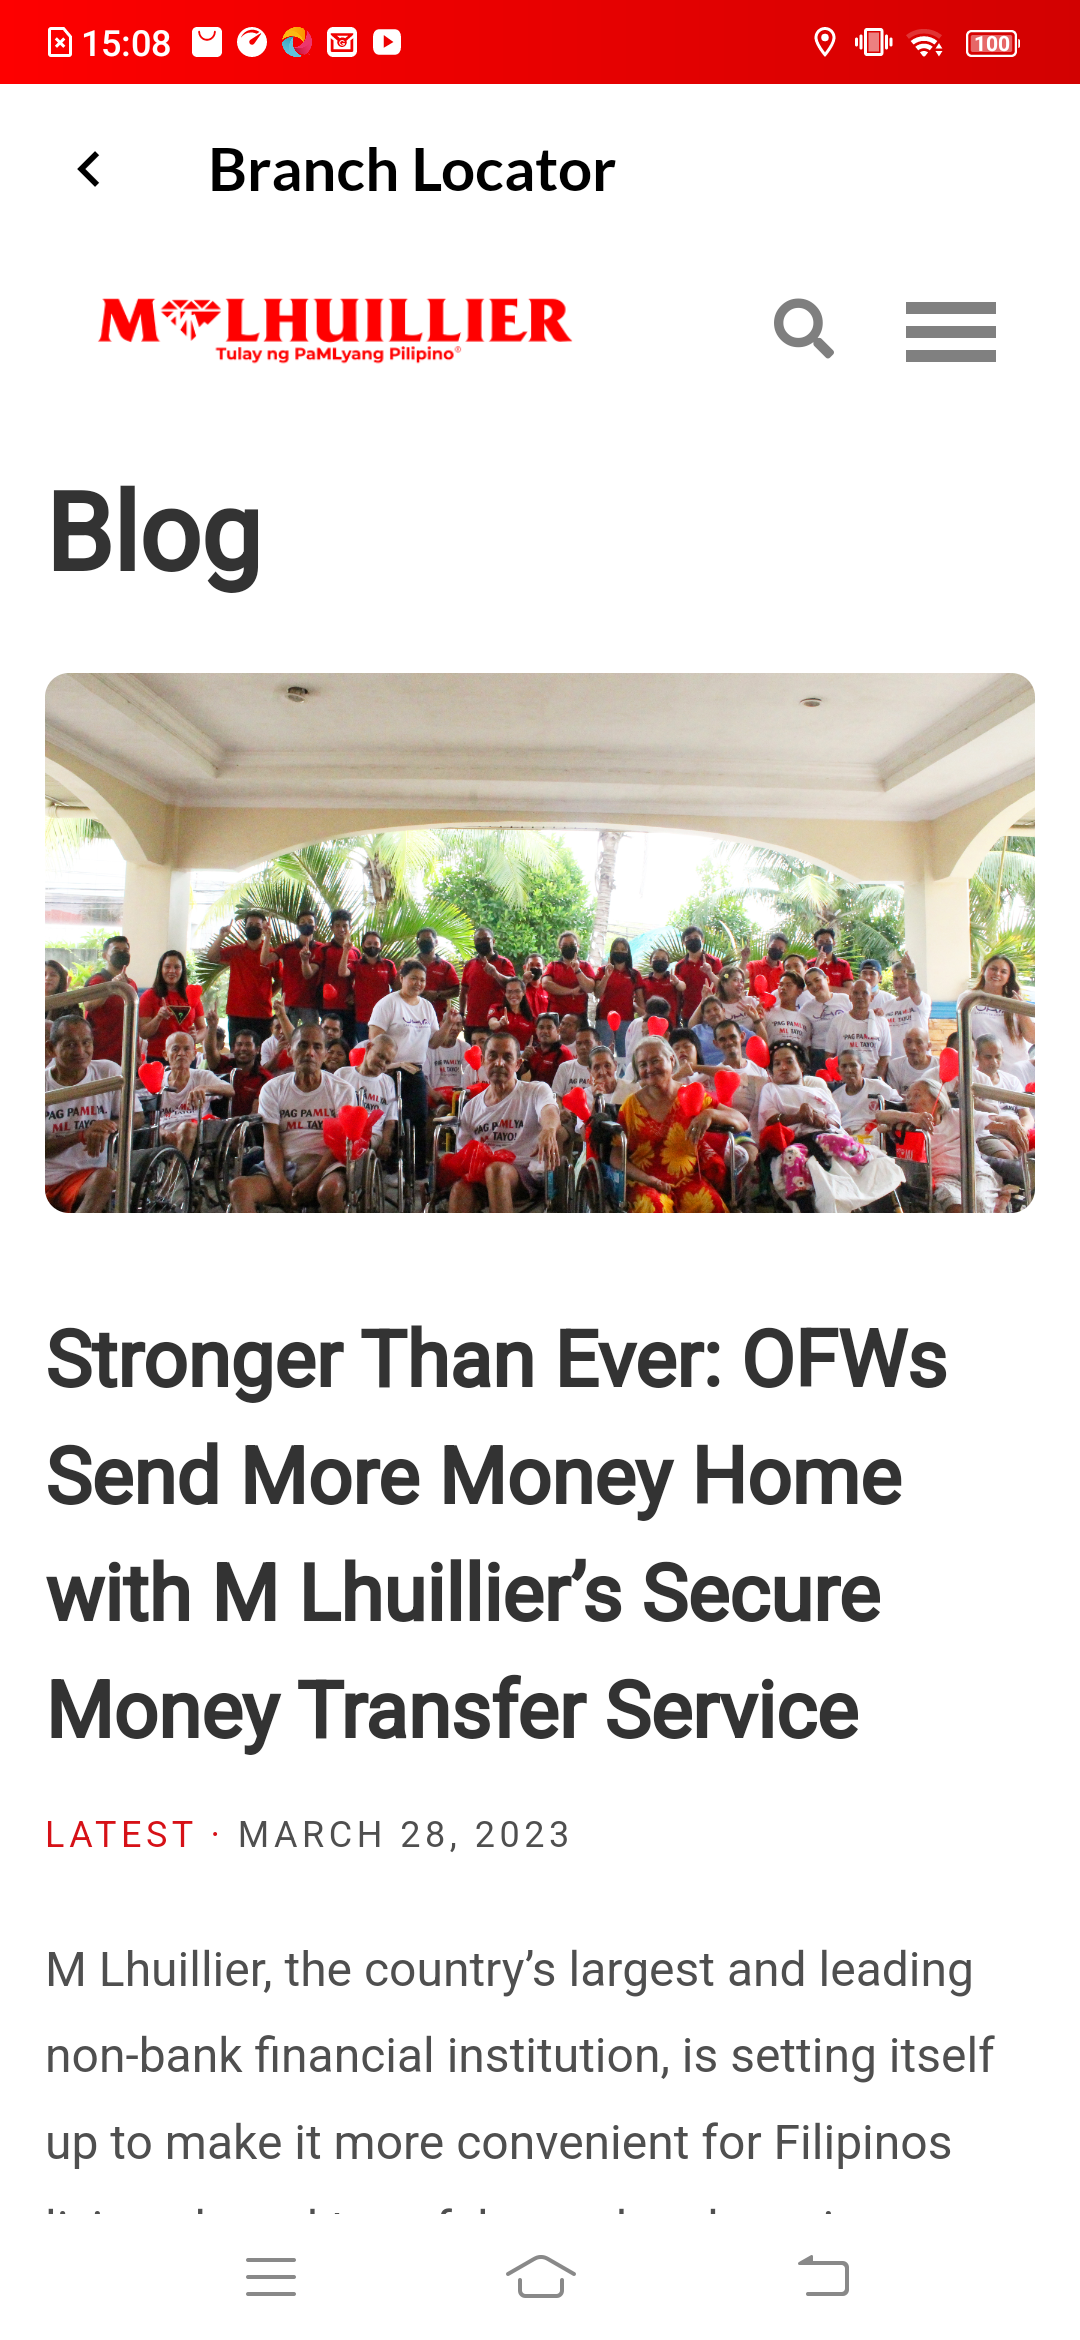 15:08
100
Branch Locator
M LHUILLIER
Tulay ng PaMLyang Pilipino®
Blog
PAG PAMLYA
ML TAYO!
PAG PAMLYA
ML TAY
PAG PAMLYA
ML TAYO!
Stronger Than Ever: OFWs
Send More Money Home
with M Lhuillier’s Secure
Money Transfer Service
LATEST · MARCH 28, 2023
M Lhuillier, the country’s largest and leading
non-bank financial institution, is setting itself
up to make it more convenient for Filipinos